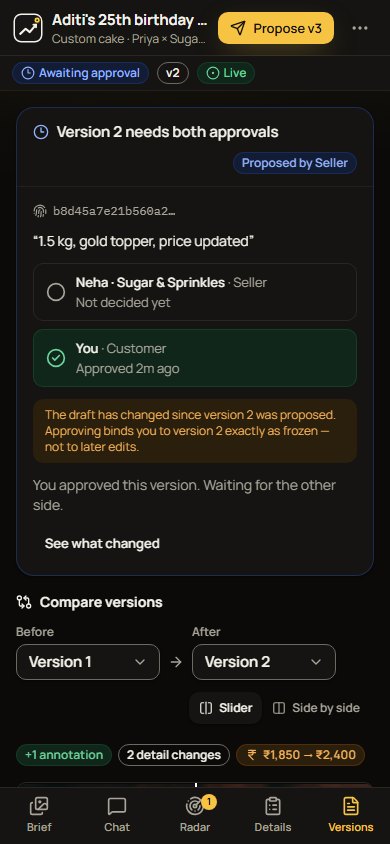 Aditi's 25th birthday ...
Propose v3
Custom cake · Priya × Suga...
Awaiting approval
v2
Live
Version 2 needs both approvals
Proposed by Seller
b8d45a7e21b560a2…
“1.5 kg, gold topper, price updated”
Neha · Sugar & Sprinkles · Seller
Not decided yet
You · Customer
Approved 2m ago
The draft has changed since version 2 was proposed.
Approving binds you to version 2 exactly as frozen —
not to later edits.
You approved this version. Waiting for the other
side.
See what changed
Compare versions
Before
After
Version 1
Version 2
Slider
Side by side
+1 annotation
2 detail changes
₹ ₹1,850 → ₹2,400
1
Brief
Chat
Radar
Details
Versions